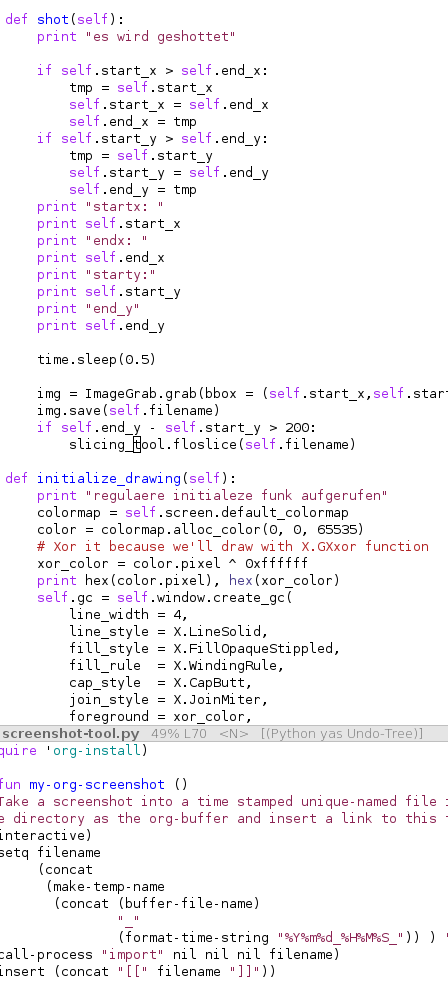 def shot(self):
    print "es wird geshottet"

    if self.start_x > self.end_x:
        tmp = self.start_x
        self.start_x = self.end_x
        self.end_x = tmp
    if self.start_y > self.end_y:
        tmp = self.start_y
        self.start_y = self.end_y
        self.end_y = tmp
    print "startx: "
    print self.start_x
    print "endx: "
    print self.end_x
    print "starty:"
    print self.start_y
    print "end_y"
    print self.end_y

    time.sleep(0.5)

    img = ImageGrab.grab(bbox = (self.start_x,self.star
    img.save(self.filename)
    if self.end_y - self.start_y > 200:
        slicing_tool.floslice(self.filename)

def initialize_drawing(self):
    print "regulaere initialeze funk aufgerufen"
    colormap = self.screen.default_colormap
    color = colormap.alloc_color(0, 0, 65535)
    # Xor it because we'll draw with X.GXxor function
    xor_color = color.pixel ^ 0xffffff
    print hex(color.pixel), hex(xor_color)
    self.gc = self.window.create_gc(
        line_width = 4,
        line_style = X.LineSolid,
        fill_style = X.FillOpaqueStippled,
        fill_rule  = X.WindingRule,
        cap_style  = X.CapButt,
        join_style = X.JoinMiter,
        foreground = xor_color,
screenshot-tool.py  49% L70  <N>  [(Python yas Undo-Tree)]
quire 'org-install)

fun my-org-screenshot ()
Take a screenshot into a time stamped unique-named file
e directory as the org-buffer and insert a link to this
interactive)
setq filename
     (concat
      (make-temp-name
       (concat (buffer-file-name)
               "_"
               (format-time-string "%Y%m%d_%H%M%S_")) ) "
call-process "import" nil nil nil filename)
insert (concat "[[" filename "]]"))